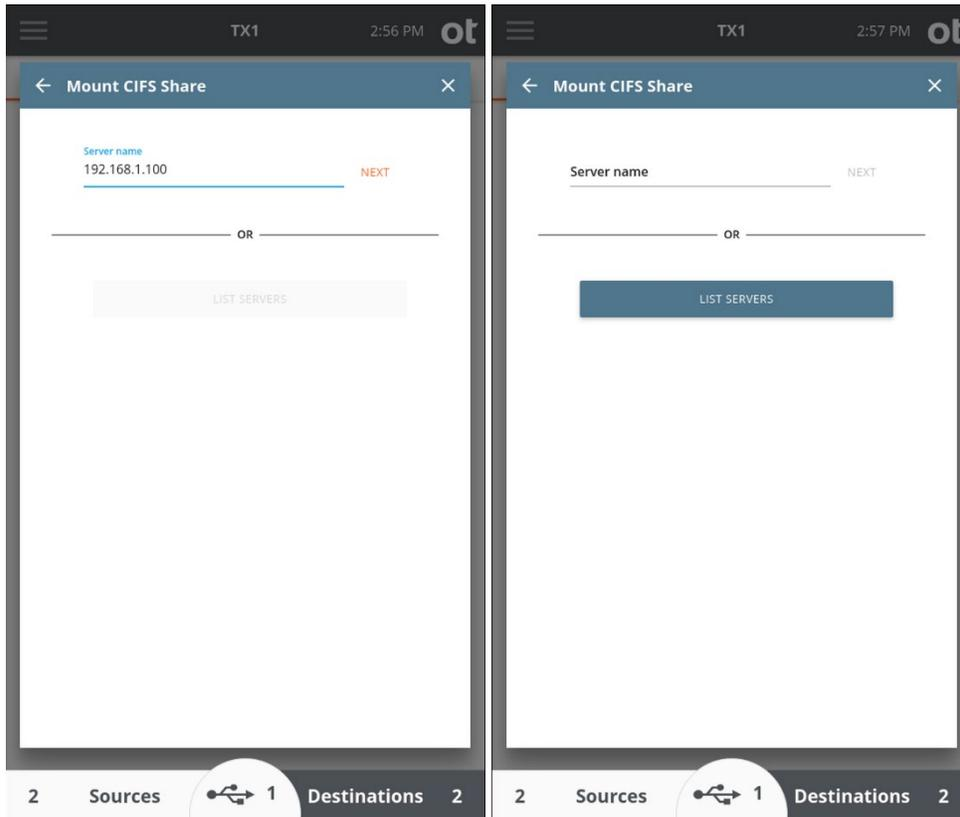 TX1 2:56 PM ot
Mount CIFS Share
Server name
192.168.1.100 NEXT
OR
LIST SERVERS
2 Sources 1 Destinations 2
TX1 2:57 PM ot
Mount CIFS Share
Server name NEXT
OR
LIST SERVERS
2 Sources 1 Destinations 2